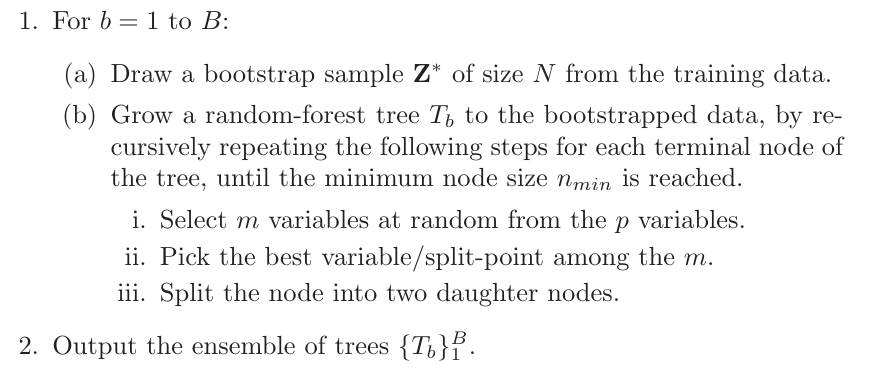 1. For b = 1 to B:
(a) Draw a bootstrap sample Z* of size N from the training data.
(b) Grow a random-forest tree T_b to the bootstrapped data, by re-
cursively repeating the following steps for each terminal node of
the tree, until the minimum node size n_min is reached.
i. Select m variables at random from the p variables.
ii. Pick the best variable/split-point among the m.
iii. Split the node into two daughter nodes.
2. Output the ensemble of trees {T_b}_1^B.